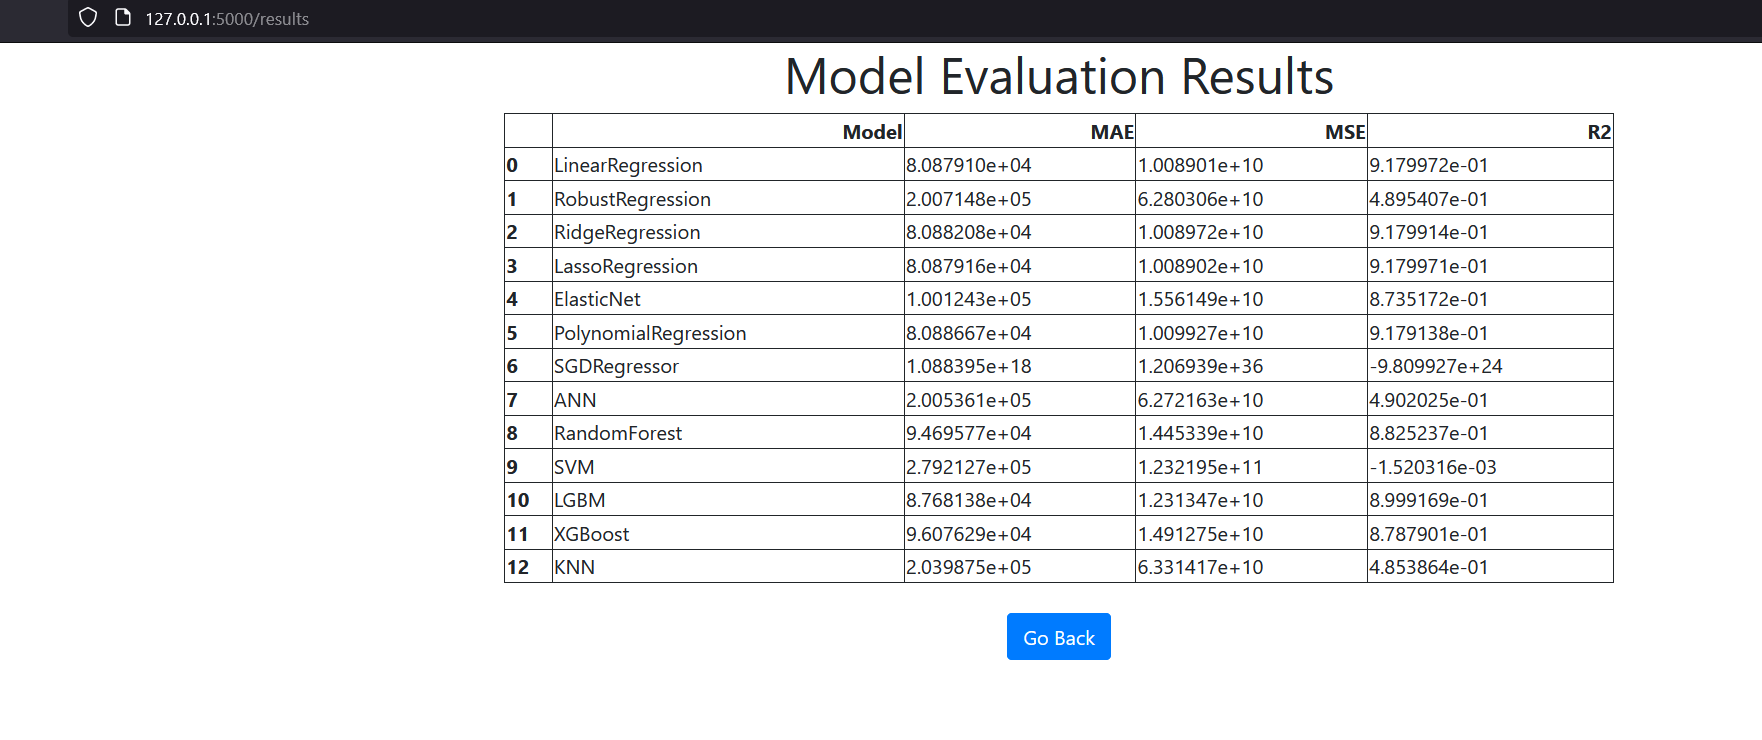 127.0.0.1:5000/results
Model Evaluation Results
Model MAE MSE R2
0 LinearRegression 8.087910e+04 1.008901e+10 9.179972e-01
1 RobustRegression 2.007148e+05 6.280306e+10 4.895407e-01
2 RidgeRegression 8.088208e+04 1.008972e+10 9.179914e-01
3 LassoRegression 8.087916e+04 1.008902e+10 9.179971e-01
4 ElasticNet 1.001243e+05 1.556149e+10 8.735172e-01
5 PolynomialRegression 8.088667e+04 1.009927e+10 9.179138e-01
6 SGDRegressor 1.088395e+18 1.206939e+36 -9.809927e+24
7 ANN 2.005361e+05 6.272163e+10 4.902025e-01
8 RandomForest 9.469577e+04 1.445339e+10 8.825237e-01
9 SVM 2.792127e+05 1.232195e+11 -1.520316e-03
10 LGBM 8.768138e+04 1.231347e+10 8.999169e-01
11 XGBoost 9.607629e+04 1.491275e+10 8.787901e-01
12 KNN 2.039875e+05 6.331417e+10 4.853864e-01
Go Back